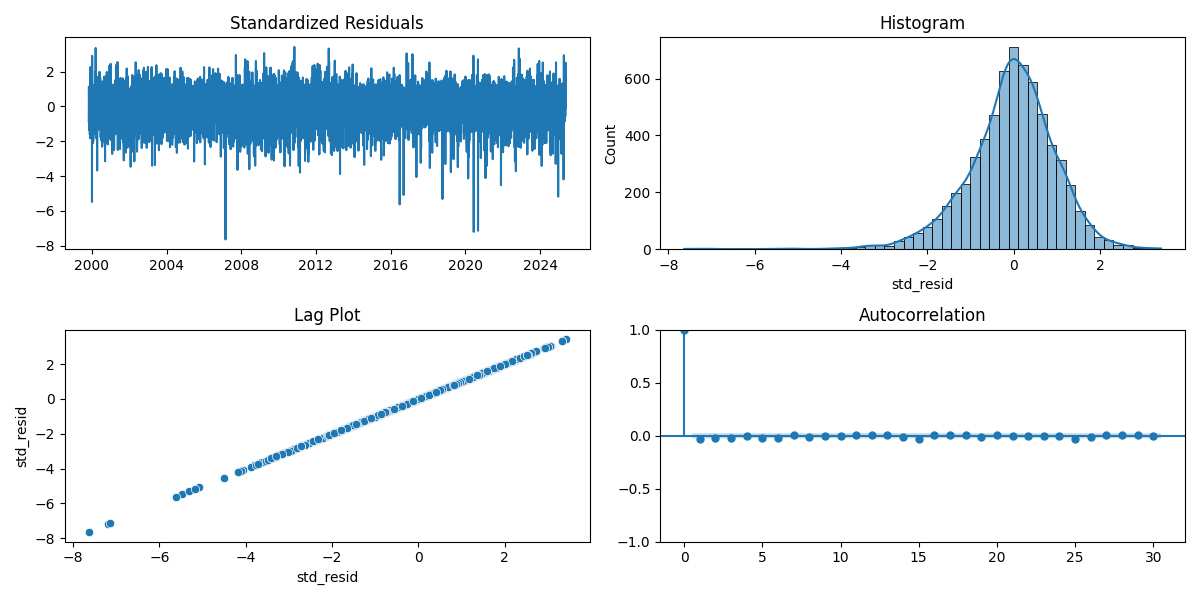 Standardized Residuals
2
0
−2
−4
−6
−8
2000 2004 2008 2012 2016 2020 2024
Histogram
Count
600
400
200
0
−8 −6 −4 −2 0 2
std_resid
Lag Plot
std_resid
2
0
−2
−4
−6
−8
−8 −6 −4 −2 0 2
std_resid
Autocorrelation
1.0
0.5
0.0
−0.5
−1.0
0 5 10 15 20 25 30